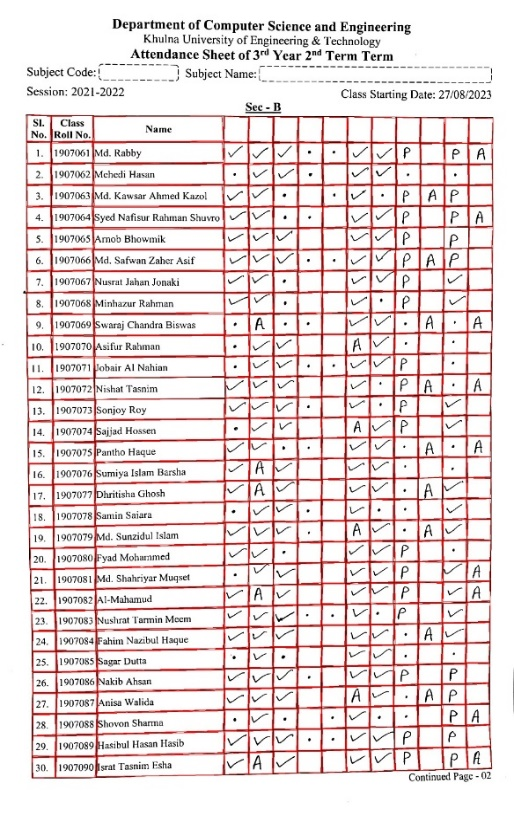 Department of Computer Science and Engineering
Khulna University of Engineering & Technology
Attendance Sheet of 3rd Year 2nd Term Term
Subject Code: Subject Name:
Session: 2021-2022 Class Starting Date: 27/08/2023
Sec - B
Sl. No. Class Roll No. Name
1. 1907061 Md. Rabby ✓ ✓ ✓ • • ✓ ✓ P P A
2. 1907062 Mehedi Hasan • ✓ ✓ • ✓ ✓ • •
3. 1907063 Md. Kawsar Ahmed Kazol ✓ ✓ • • ✓ • P A P
4. 1907064 Syed Nafisur Rahman Shuvro ✓ ✓ • • ✓ ✓ P P A
5. 1907065 Arnob Bhowmik ✓ ✓ ✓ ✓ ✓ P P
6. 1907066 Md. Safwan Zaher Asif ✓ ✓ ✓ • • ✓ ✓ P A P
7. 1907067 Nusrat Jahan Jonaki ✓ ✓ • ✓ ✓ P ✓
8. 1907068 Minhazur Rahman ✓ ✓ • ✓ • P ✓
9. 1907069 Swaraj Chandra Biswas • A • • ✓ ✓ • A • A
10. 1907070 Asifur Rahman • ✓ ✓ A ✓ • •
11. 1907071 Jobair Al Nahian • ✓ ✓ • • ✓ ✓ P •
12. 1907072 Nishat Tasnim ✓ ✓ ✓ ✓ • P A • A
13. 1907073 Sonjoy Roy ✓ ✓ ✓ • ✓ • P ✓
14. 1907074 Sajjad Hossen • ✓ ✓ A ✓ P ✓
15. 1907075 Pantho Haque ✓ ✓ • • • ✓ ✓ • A • A
16. 1907076 Sumiya Islam Barsha ✓ A ✓ ✓ ✓ • •
17. 1907077 Dhritisha Ghosh ✓ A ✓ ✓ ✓ • A ✓
18. 1907078 Samin Saiara • ✓ ✓ • ✓ • • ✓
19. 1907079 Md. Sunzidul Islam ✓ ✓ ✓ • A ✓ • A ✓
20. 1907080 Fyad Mohammed ✓ ✓ • ✓ ✓ P •
21. 1907081 Md. Shahriyar Muqset • ✓ ✓ ✓ ✓ P ✓ A
22. 1907082 Al-Mahamud ✓ A ✓ ✓ ✓ P ✓ A
23. 1907083 Nushrat Tarmin Meem ✓ ✓ ✓ • • ✓ • P ✓
24. 1907084 Fahim Nazibul Haque ✓ ✓ ✓ ✓ ✓ • A ✓
25. 1907085 Sagar Dutta • ✓ • ✓ ✓ • •
26. 1907086 Nakib Ahsan ✓ ✓ ✓ • ✓ ✓ P P
27. 1907087 Anisa Walida ✓ ✓ ✓ A ✓ • A P
28. 1907088 Shovon Sharma • ✓ • • ✓ • • P A
29. 1907089 Hasibul Hasan Hasib ✓ ✓ ✓ • • ✓ ✓ P P
30. 1907090 Israt Tasnim Esha ✓ A ✓ ✓ ✓ P P A
Continued Page - 02